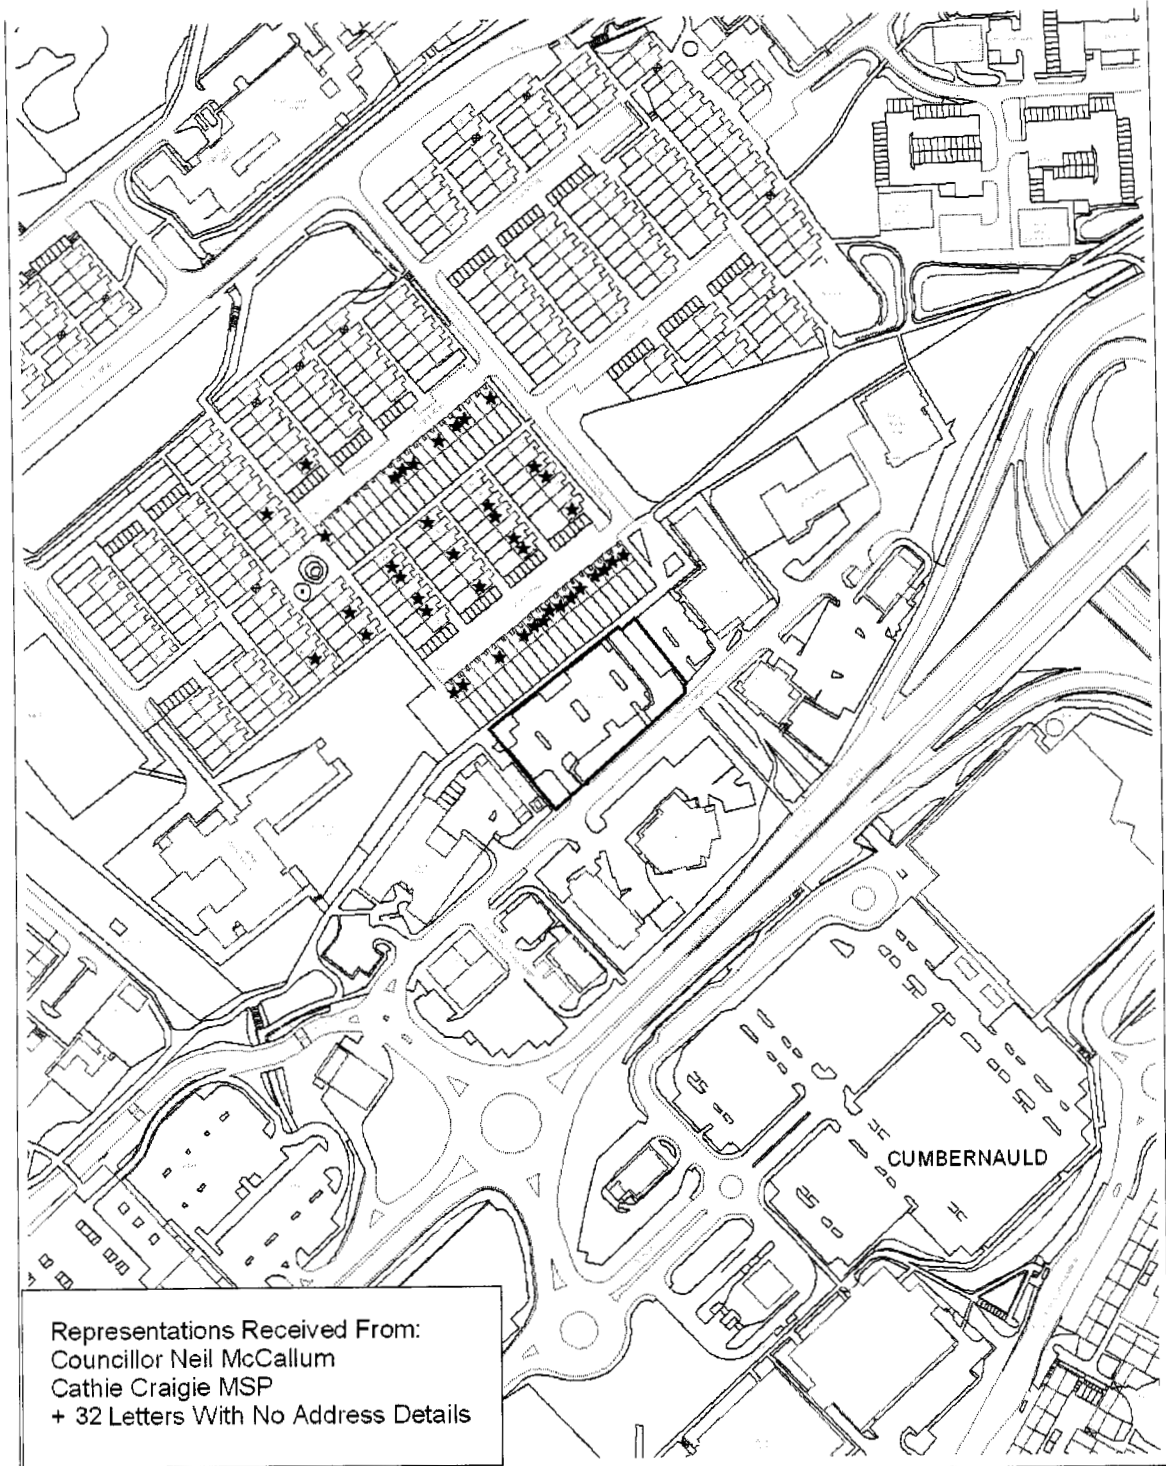 CUMBERNAULD
Representations Received From:
Councillor Neil McCallum
Cathie Craigie MSP
+ 32 Letters With No Address Details